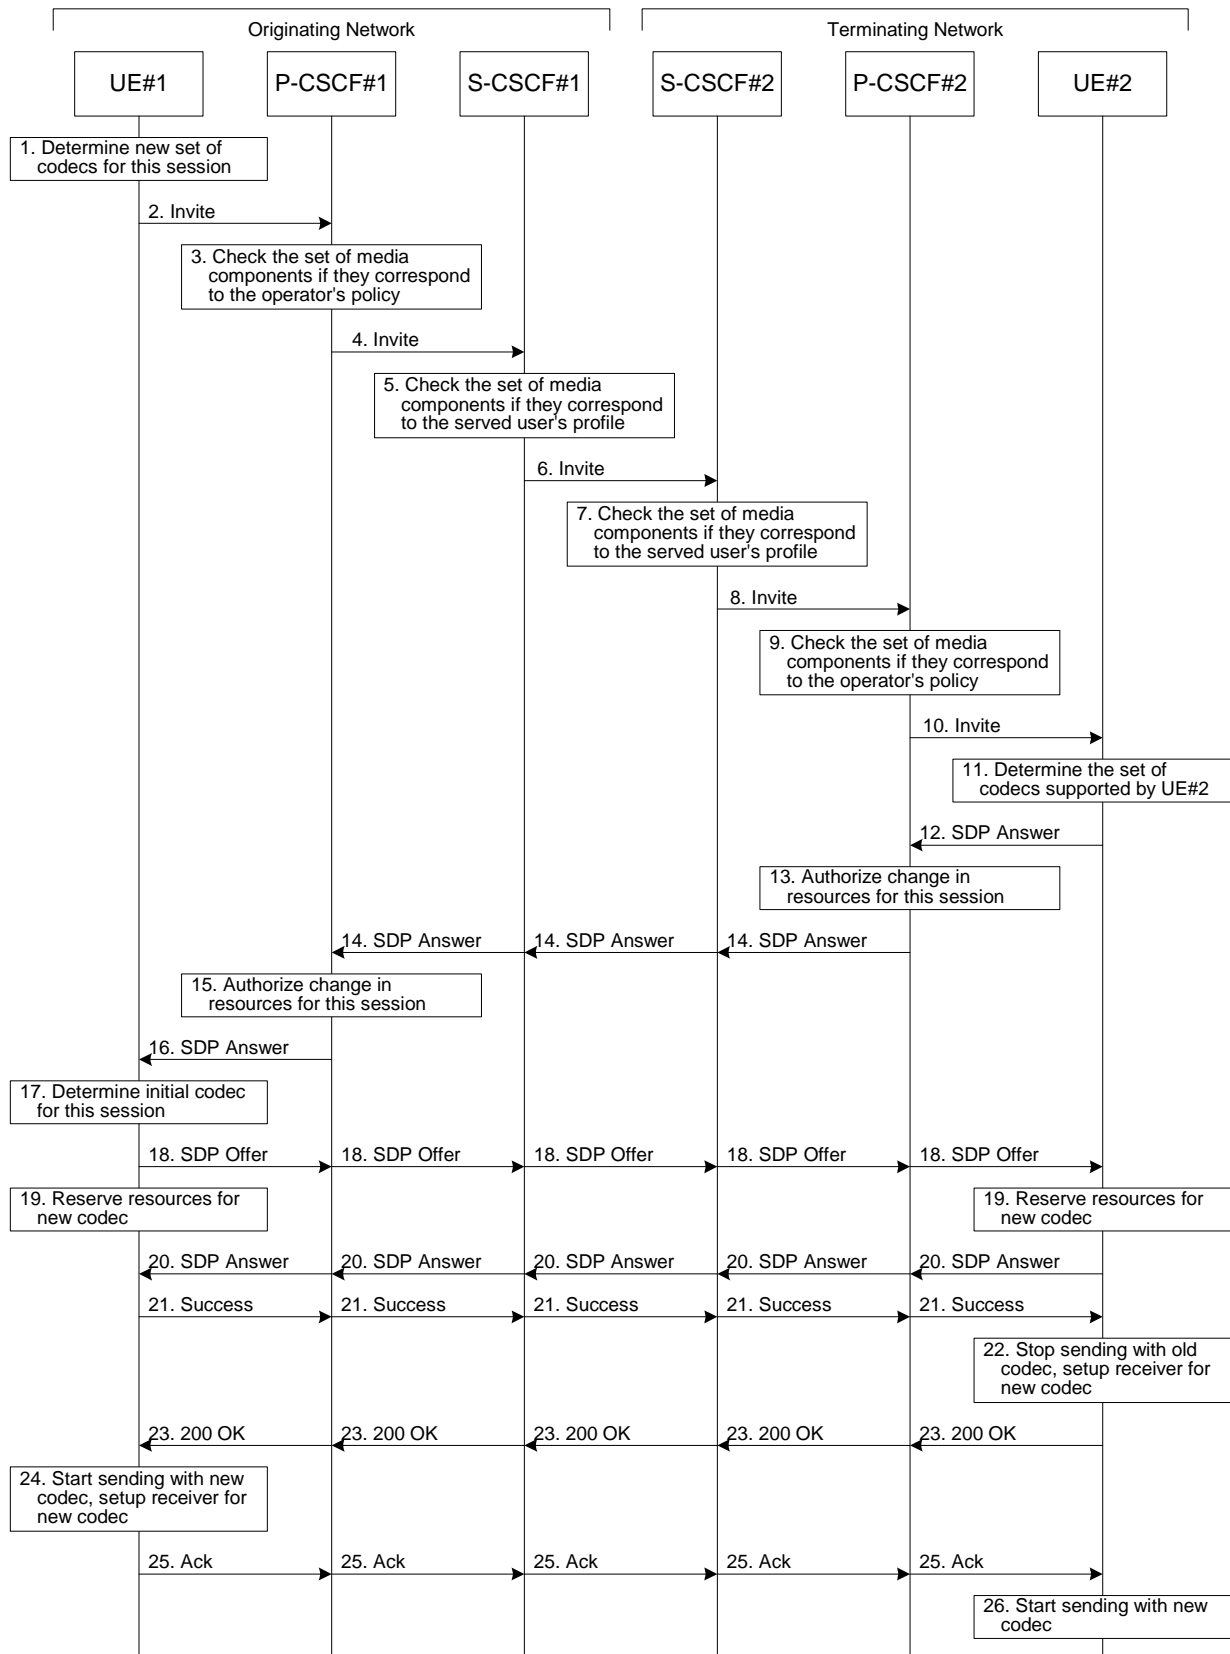 Originating Network
Terminating Network
UE#1
P-CSCF#1
S-CSCF#1
S-CSCF#2
P-CSCF#2
UE#2
1. Determine new set of
codecs for this session
2. Invite
3. Check the set of media
components if they correspond
to the operator's policy
4. Invite
5. Check the set of media
components if they correspond
to the served user's profile
6. Invite
7. Check the set of media
components if they correspond
to the served user's profile
8. Invite
9. Check the set of media
components if they correspond
to the operator's policy
10. Invite
11. Determine the set of
codecs supported by UE#2
12. SDP Answer
13. Authorize change in
resources for this session
14. SDP Answer
14. SDP Answer
14. SDP Answer
15. Authorize change in
resources for this session
16. SDP Answer
17. Determine initial codec
for this session
18. SDP Offer
18. SDP Offer
18. SDP Offer
18. SDP Offer
18. SDP Offer
19. Reserve resources for
new codec
19. Reserve resources for
new codec
20. SDP Answer
20. SDP Answer
20. SDP Answer
20. SDP Answer
20. SDP Answer
21. Success
21. Success
21. Success
21. Success
21. Success
22. Stop sending with old
codec, setup receiver for
new codec
23. 200 OK
23. 200 OK
23. 200 OK
23. 200 OK
23. 200 OK
24. Start sending with new
codec, setup receiver for
new codec
25. Ack
25. Ack
25. Ack
25. Ack
25. Ack
26. Start sending with new
codec